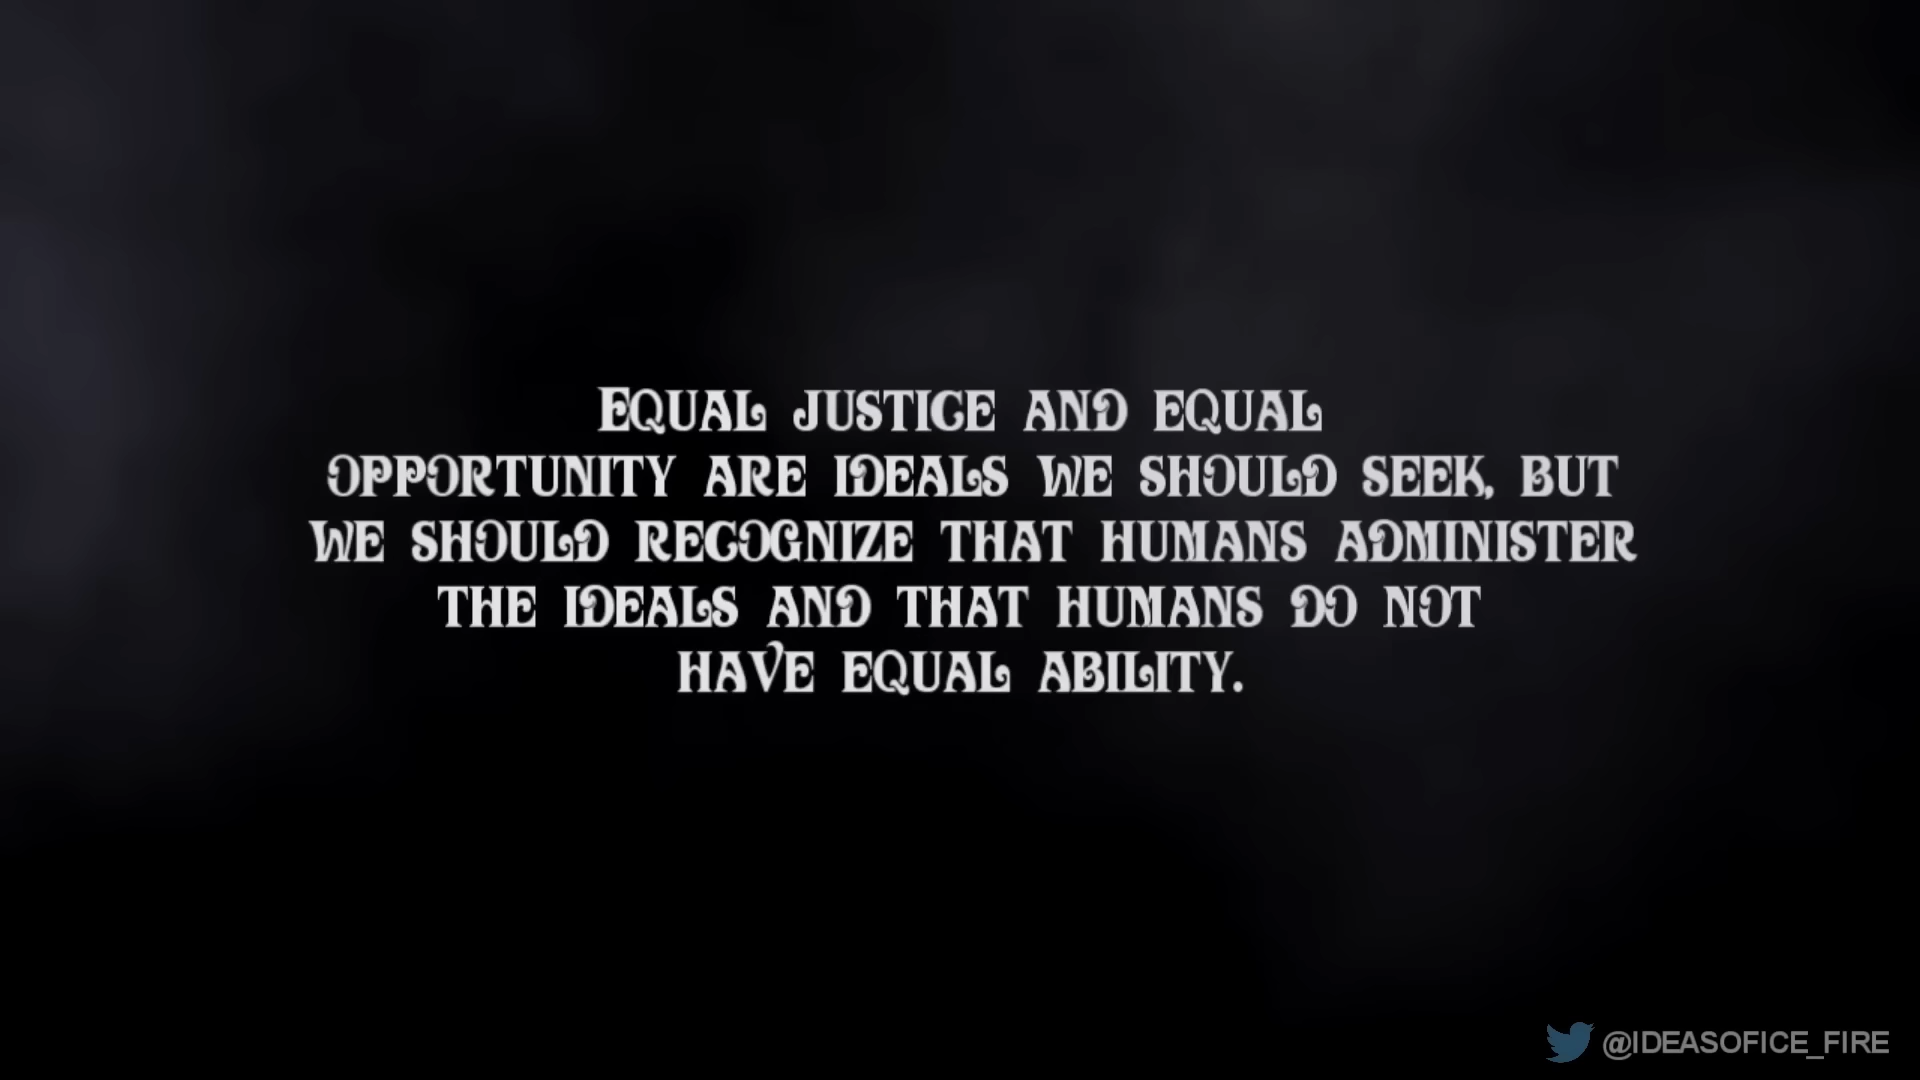 Equal justice and equal
opportunity are ideals we should seek, but
we should recognize that humans administer
the ideals and that humans do not
have equal ability.
@IDEASOFICE_FIRE